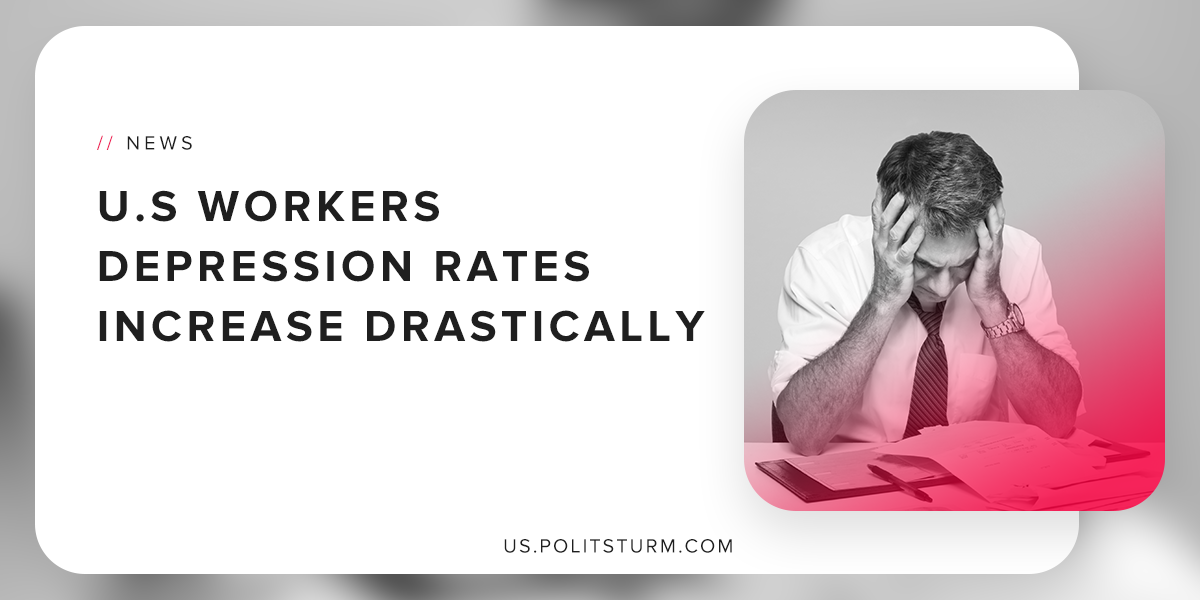 // NEWS
U.S WORKERS
DEPRESSION RATES
INCREASE DRASTICALLY
US.POLITSTURM.COM